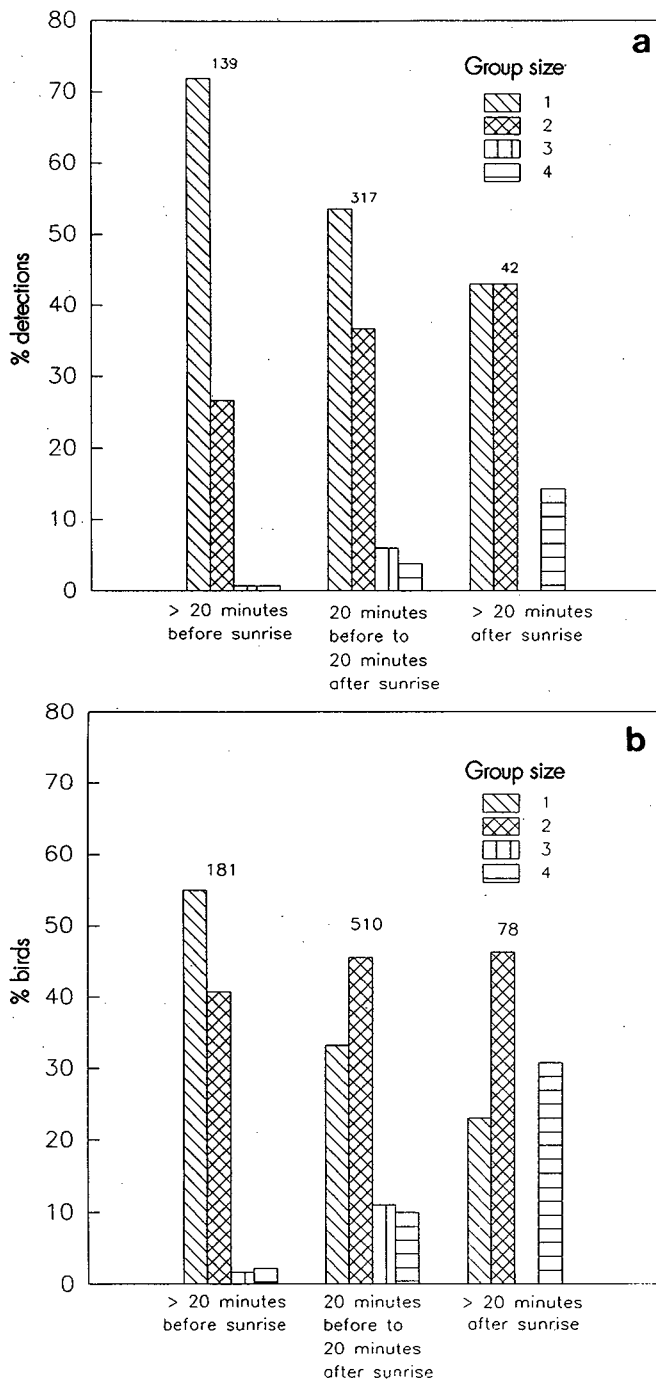 a
80
139
Group size
1
2
3
4
70
60
317
50
42
40
30
20
10
0
% detections
> 20 minutes
before sunrise
20 minutes
before to
20 minutes
after sunrise
> 20 minutes
after sunrise
b
80
Group size
1
2
3
4
70
60
181
510
78
50
40
30
20
10
0
% birds
> 20 minutes
before sunrise
20 minutes
before to
20 minutes
after sunrise
> 20 minutes
after sunrise